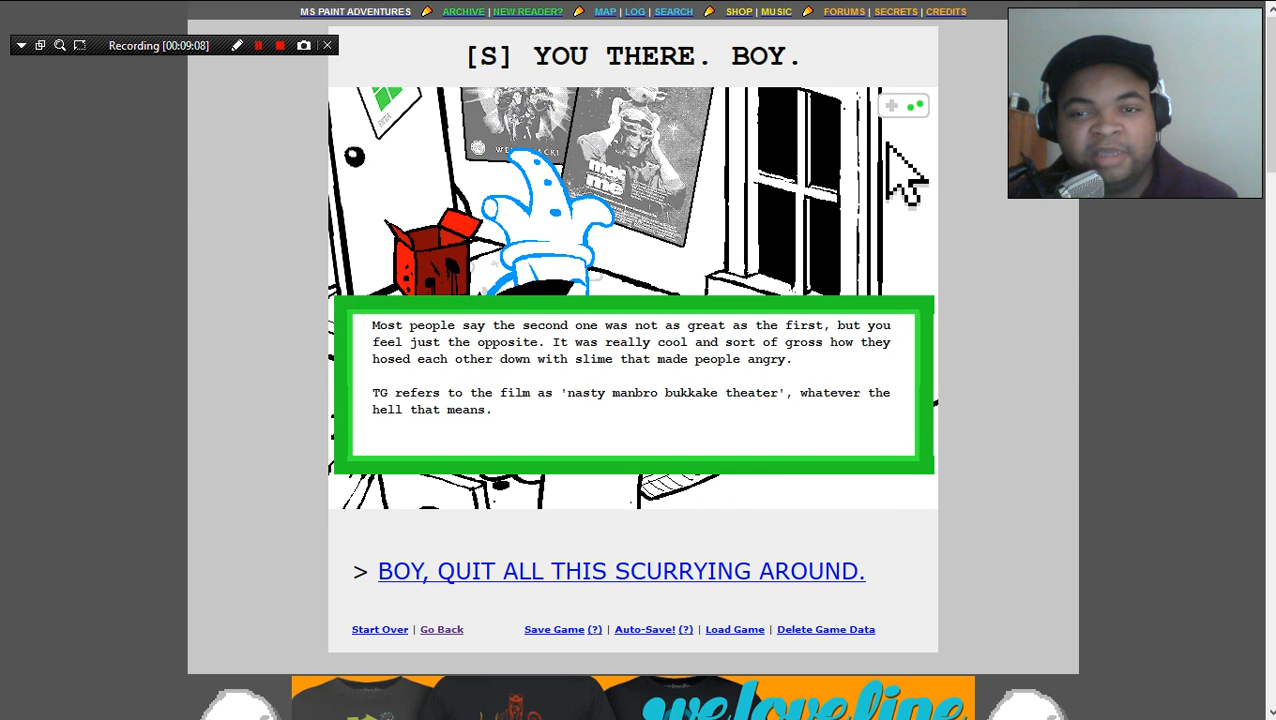 MS PAINT ADVENTURES ARCHIVE | NEW READER? MAP | LOG | SEARCH SHOP | MUSIC FORUMS | SECRETS | CREDITS
Recording [00:09:08]
[S] YOU THERE. BOY.
mac
me
Most people say the second one was not as great as the first, but you
feel just the opposite. It was really cool and sort of gross how they
hosed each other down with slime that made people angry.
TG refers to the film as 'nasty manbro bukkake theater', whatever the
hell that means.
> BOY, QUIT ALL THIS SCURRYING AROUND.
Start Over | Go Back Save Game (?) | Auto-Save! (?) | Load Game | Delete Game Data
welovefine